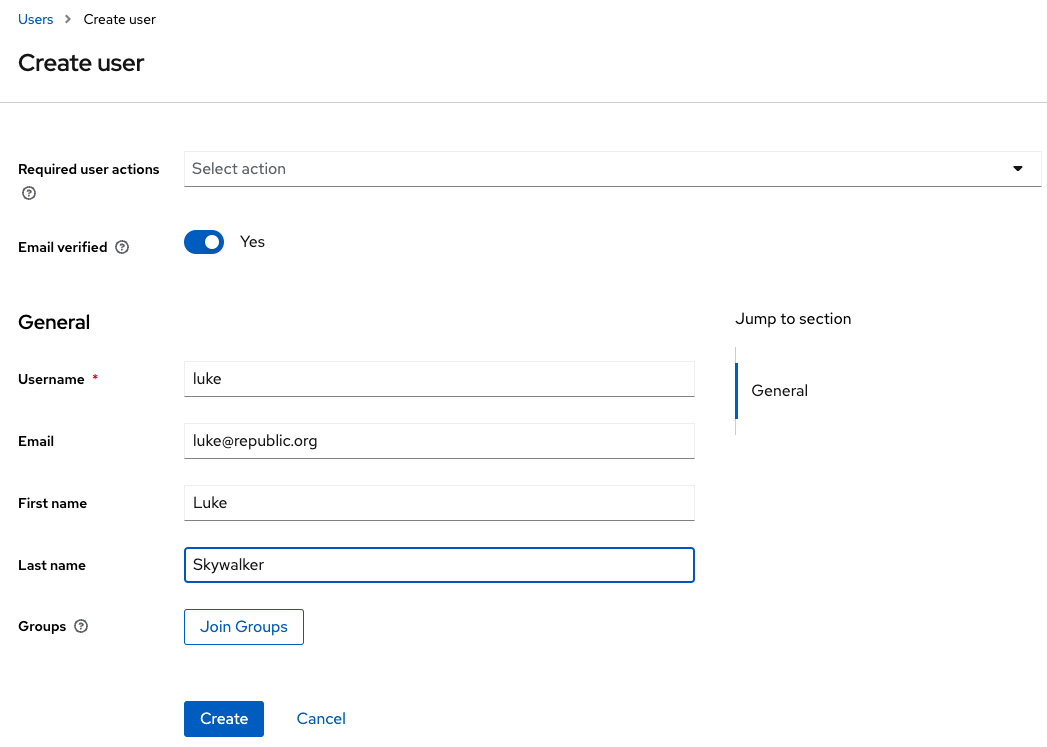 Users > Create user
Create user
Required user actions
Select action
Email verified
Yes
General
Jump to section
General
Username *
luke
Email
luke@republic.org
First name
Luke
Last name
Skywalker
Groups
Join Groups
Create
Cancel